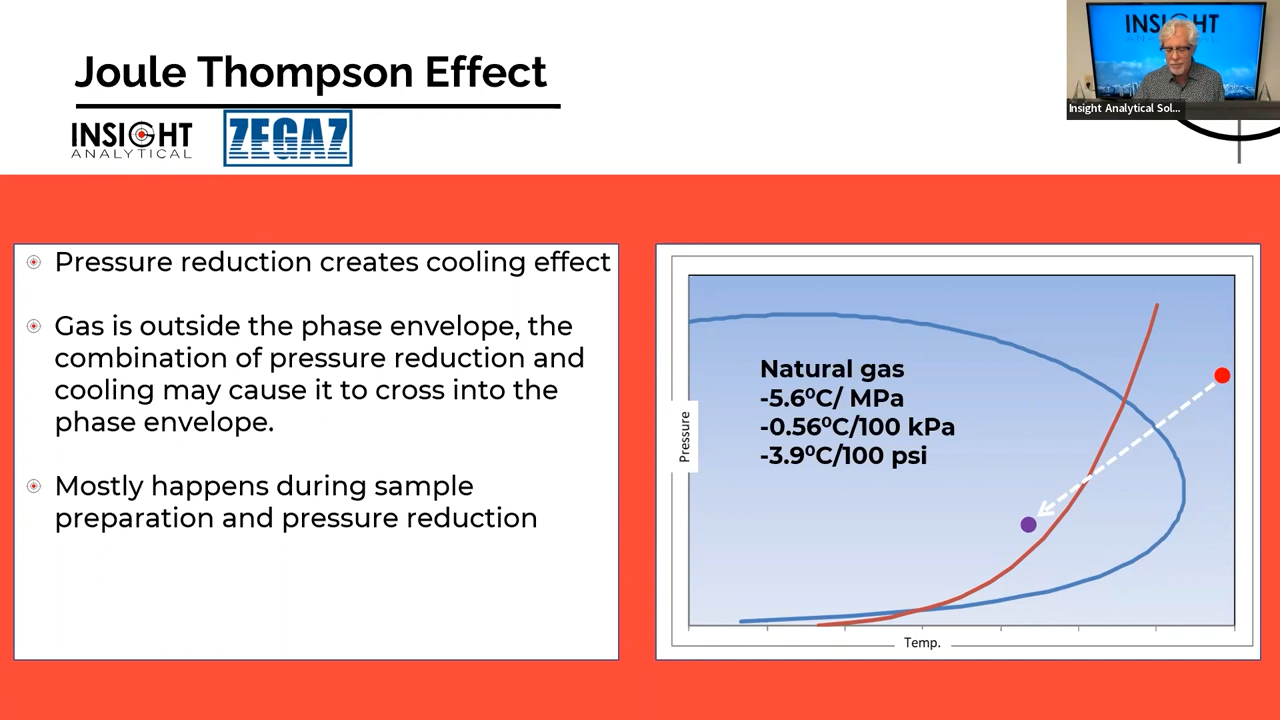 Joule Thompson Effect
INSIGHT
ANALYTICAL
ZEGAZ
INSIGHT
Insight Analytical Sol...
Pressure reduction creates cooling effect
Gas is outside the phase envelope, the
combination of pressure reduction and
cooling may cause it to cross into the
phase envelope.
Mostly happens during sample
preparation and pressure reduction
Natural gas
-5.6⁰C/ MPa
-0.56⁰C/100 kPa
-3.9⁰C/100 psi
Pressure
Temp.